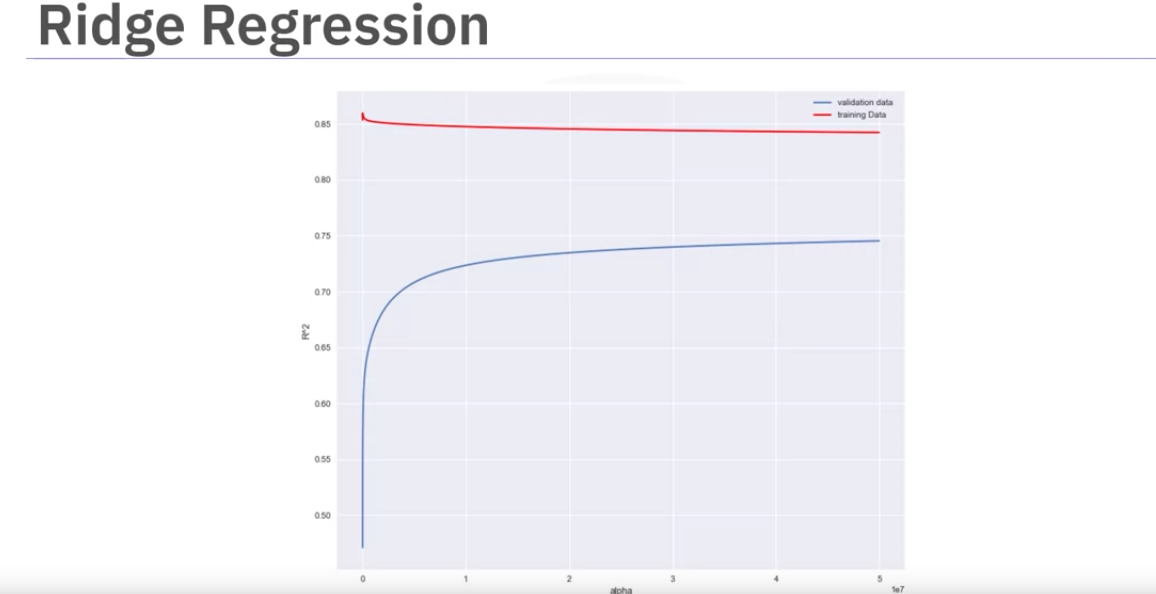 Ridge Regression
validation data
training Data
0.85
0.80
0.75
0.70
R^2
0.65
0.60
0.55
0.50
0 1 2 3 4 5
alpha
1e7